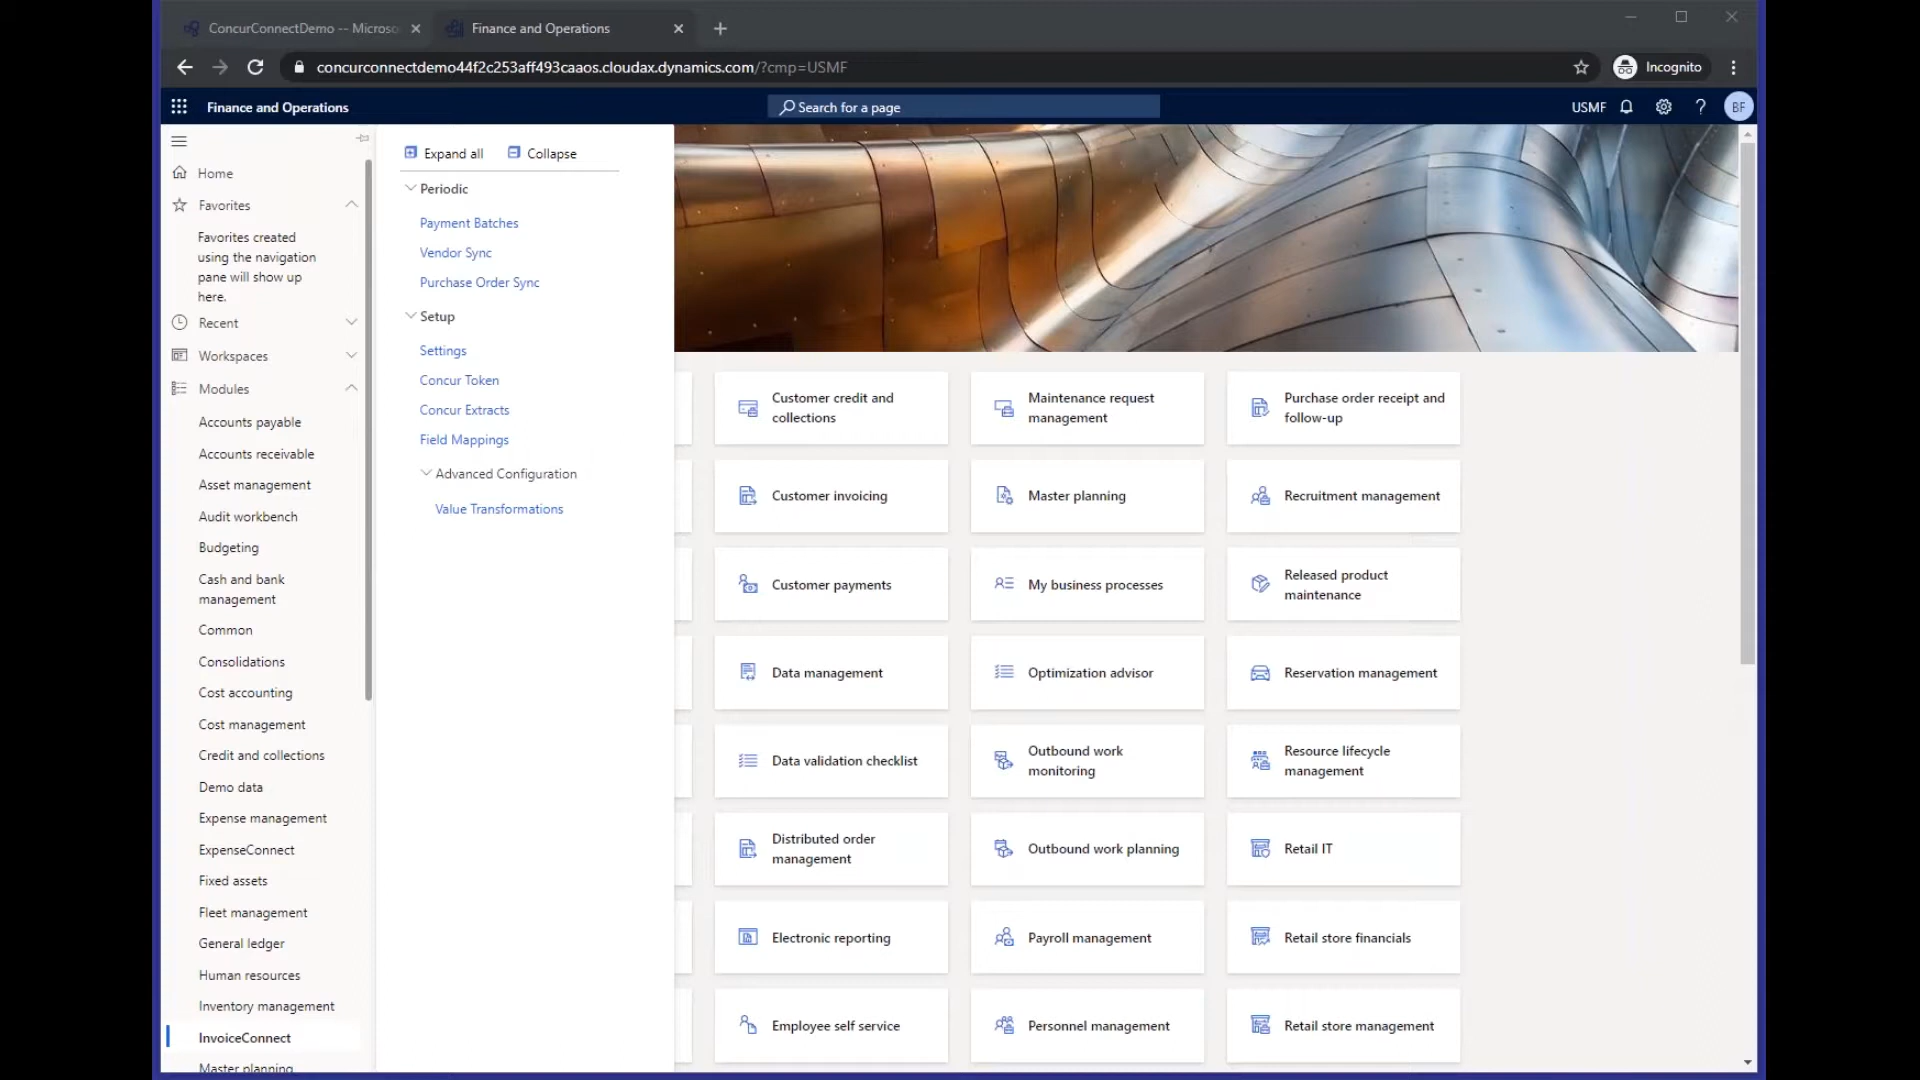 ConcurConnectDemo -- Microso
Finance and Operations
concurconnectdemo44f2c253aff493caaos.cloudax.dynamics.com/?cmp=USMF
Incognito
Finance and Operations
Search for a page
USMF
BF
Home
Favorites
Favorites created
using the navigation
pane will show up
here.
Recent
Workspaces
Modules
Accounts payable
Accounts receivable
Asset management
Audit workbench
Budgeting
Cash and bank
management
Common
Consolidations
Cost accounting
Cost management
Credit and collections
Demo data
Expense management
ExpenseConnect
Fixed assets
Fleet management
General ledger
Human resources
Inventory management
InvoiceConnect
Master planning
Expand all
Collapse
Periodic
Payment Batches
Vendor Sync
Purchase Order Sync
Setup
Settings
Concur Token
Concur Extracts
Field Mappings
Advanced Configuration
Value Transformations
Customer credit and
collections
Maintenance request
management
Purchase order receipt and
follow-up
Customer invoicing
Master planning
Recruitment management
Customer payments
My business processes
Released product
maintenance
Data management
Optimization advisor
Reservation management
Data validation checklist
Outbound work
monitoring
Resource lifecycle
management
Distributed order
management
Outbound work planning
Retail IT
Electronic reporting
Payroll management
Retail store financials
Employee self service
Personnel management
Retail store management